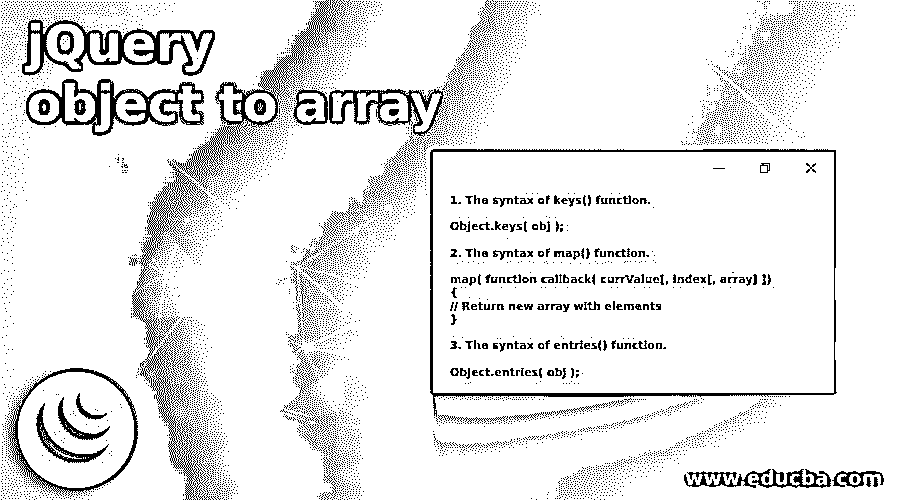 jQuery
object to array
1. The syntax of keys() function.
Object.keys( obj );
2. The syntax of map() function.
map( function callback( currValue[, index[, array] ])
{
// Return new array with elements
}
3. The syntax of entries() function.
Object.entries( obj );
www.educba.com